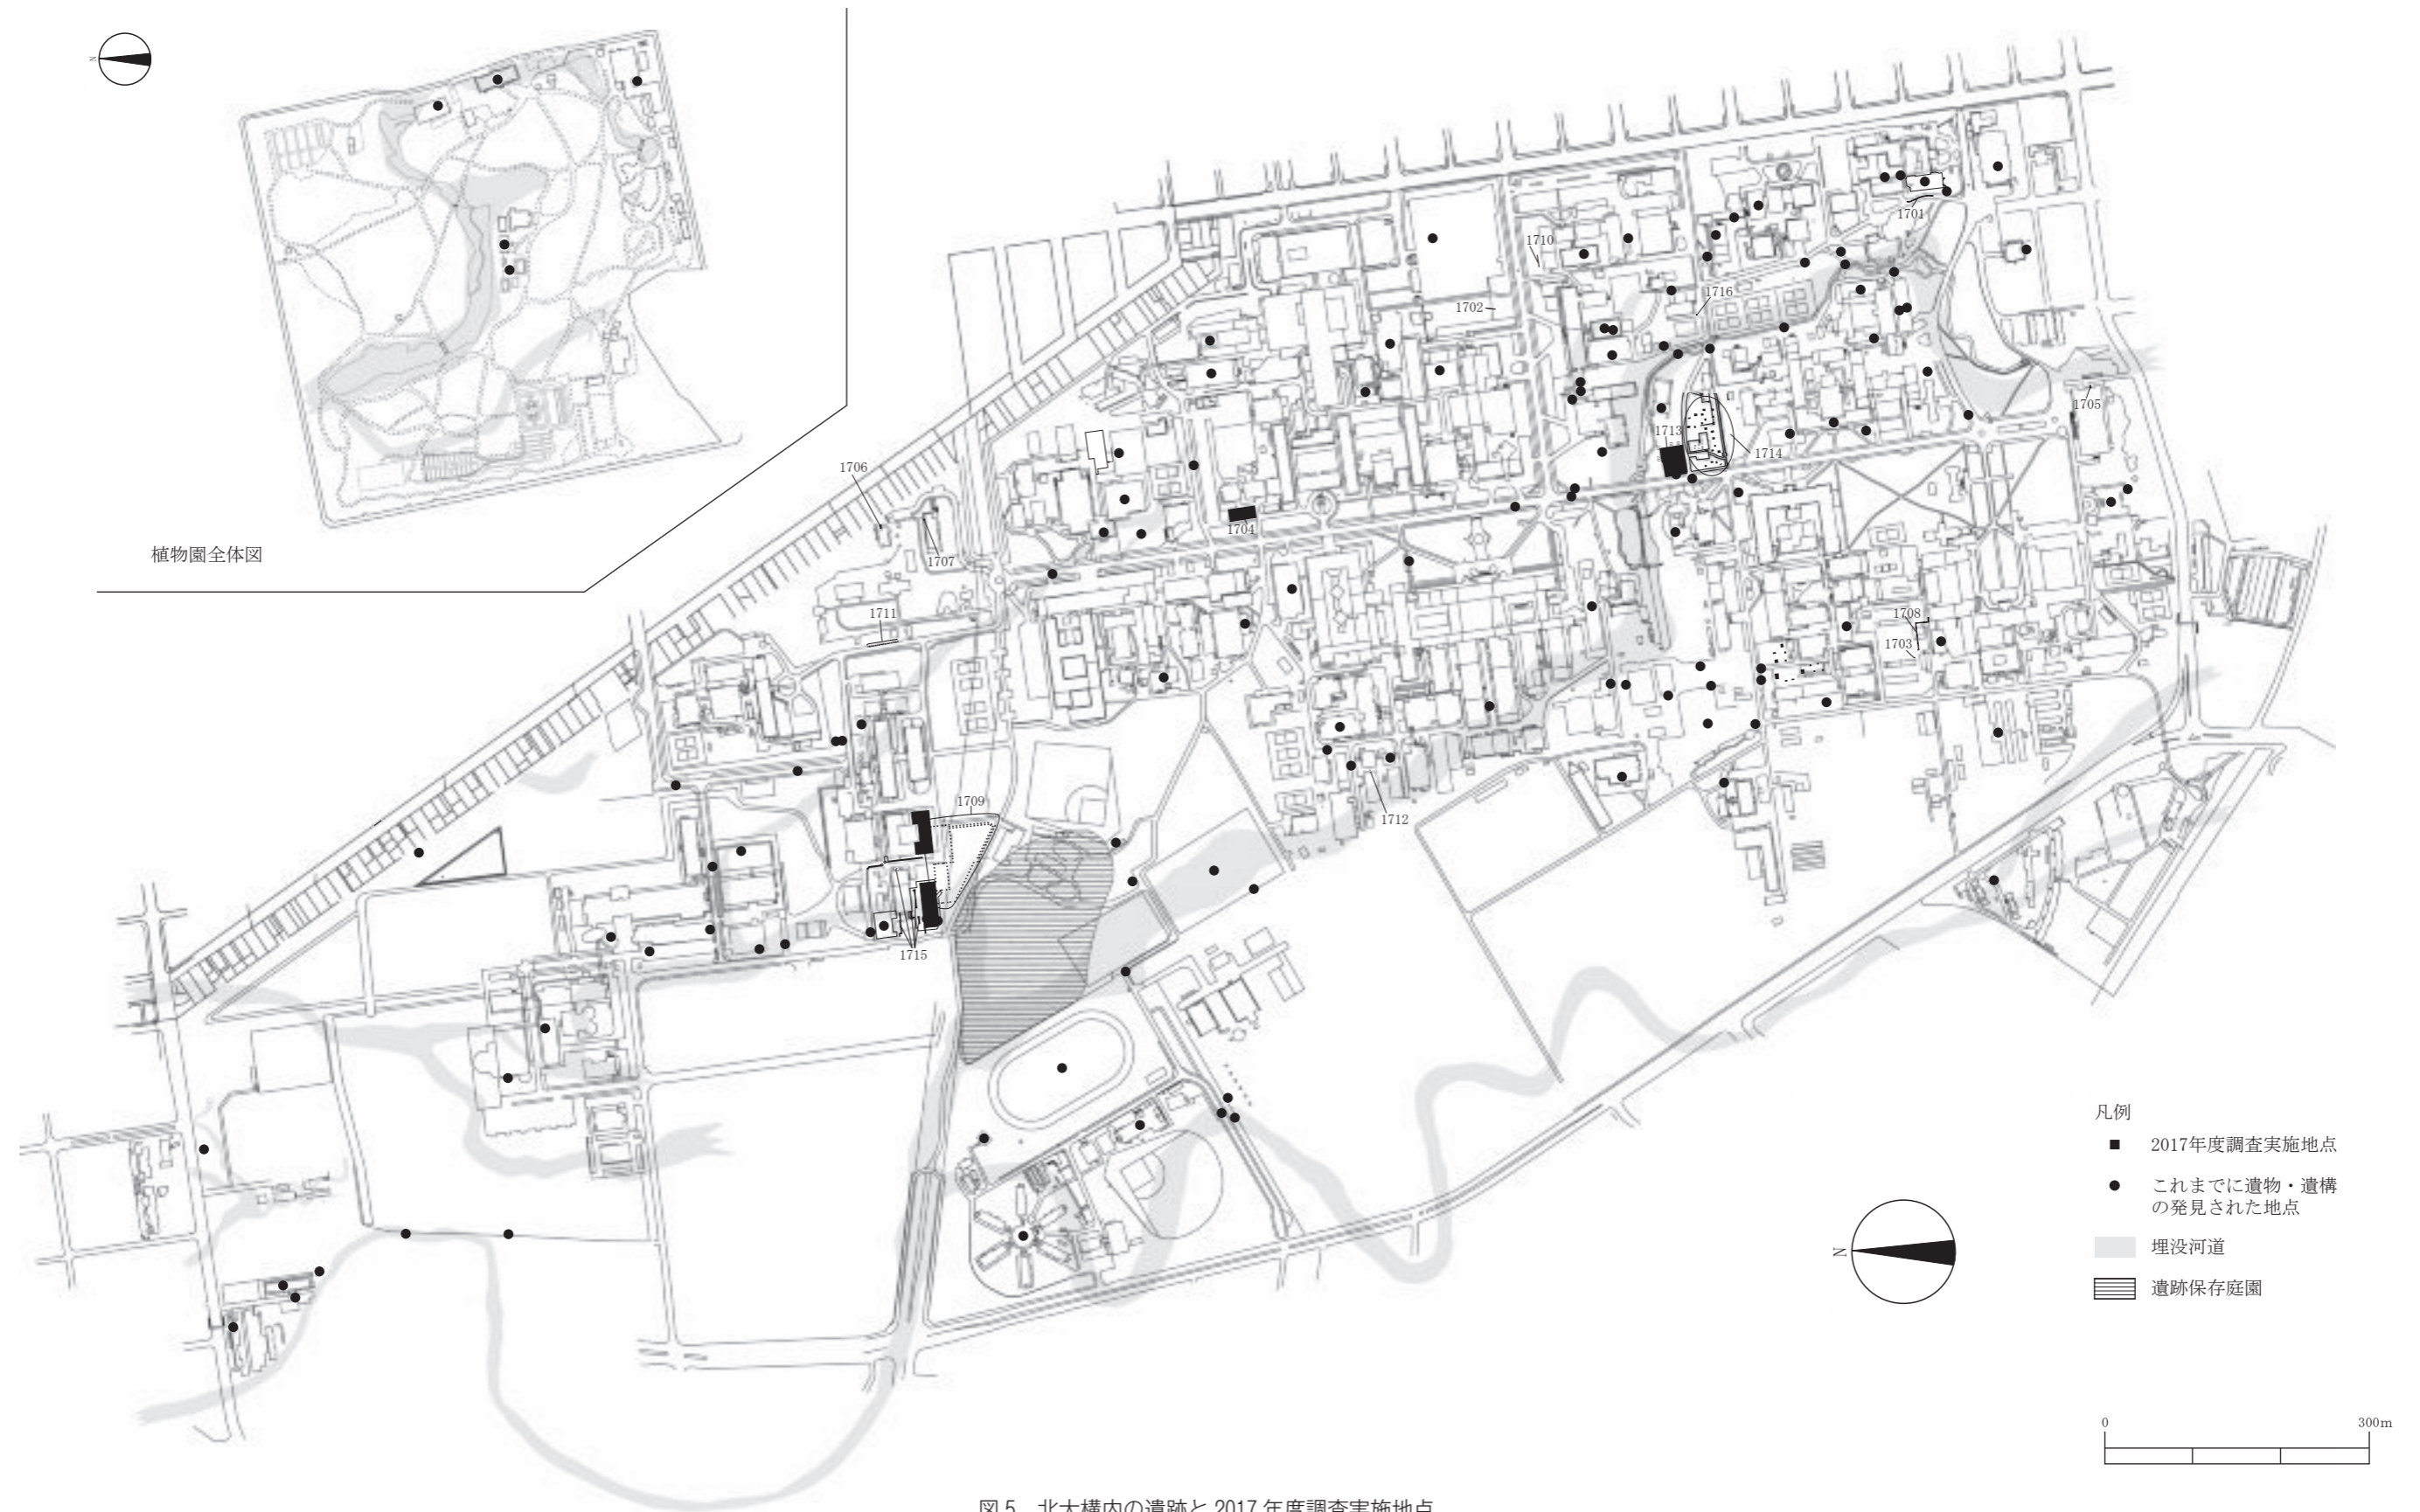 N
植物園全体図
1701
1710
1702
1716
1705
1713
1714
1706
1704
1707
1711
1708
1703
1709
1712
1715
凡例
2017年度調査実施地点
これまでに遺物・遺構
の発見された地点
埋没河道
遺跡保存庭園
N
0 300m
図 5 北大構内の遺跡と 2017 年度調査実施地点